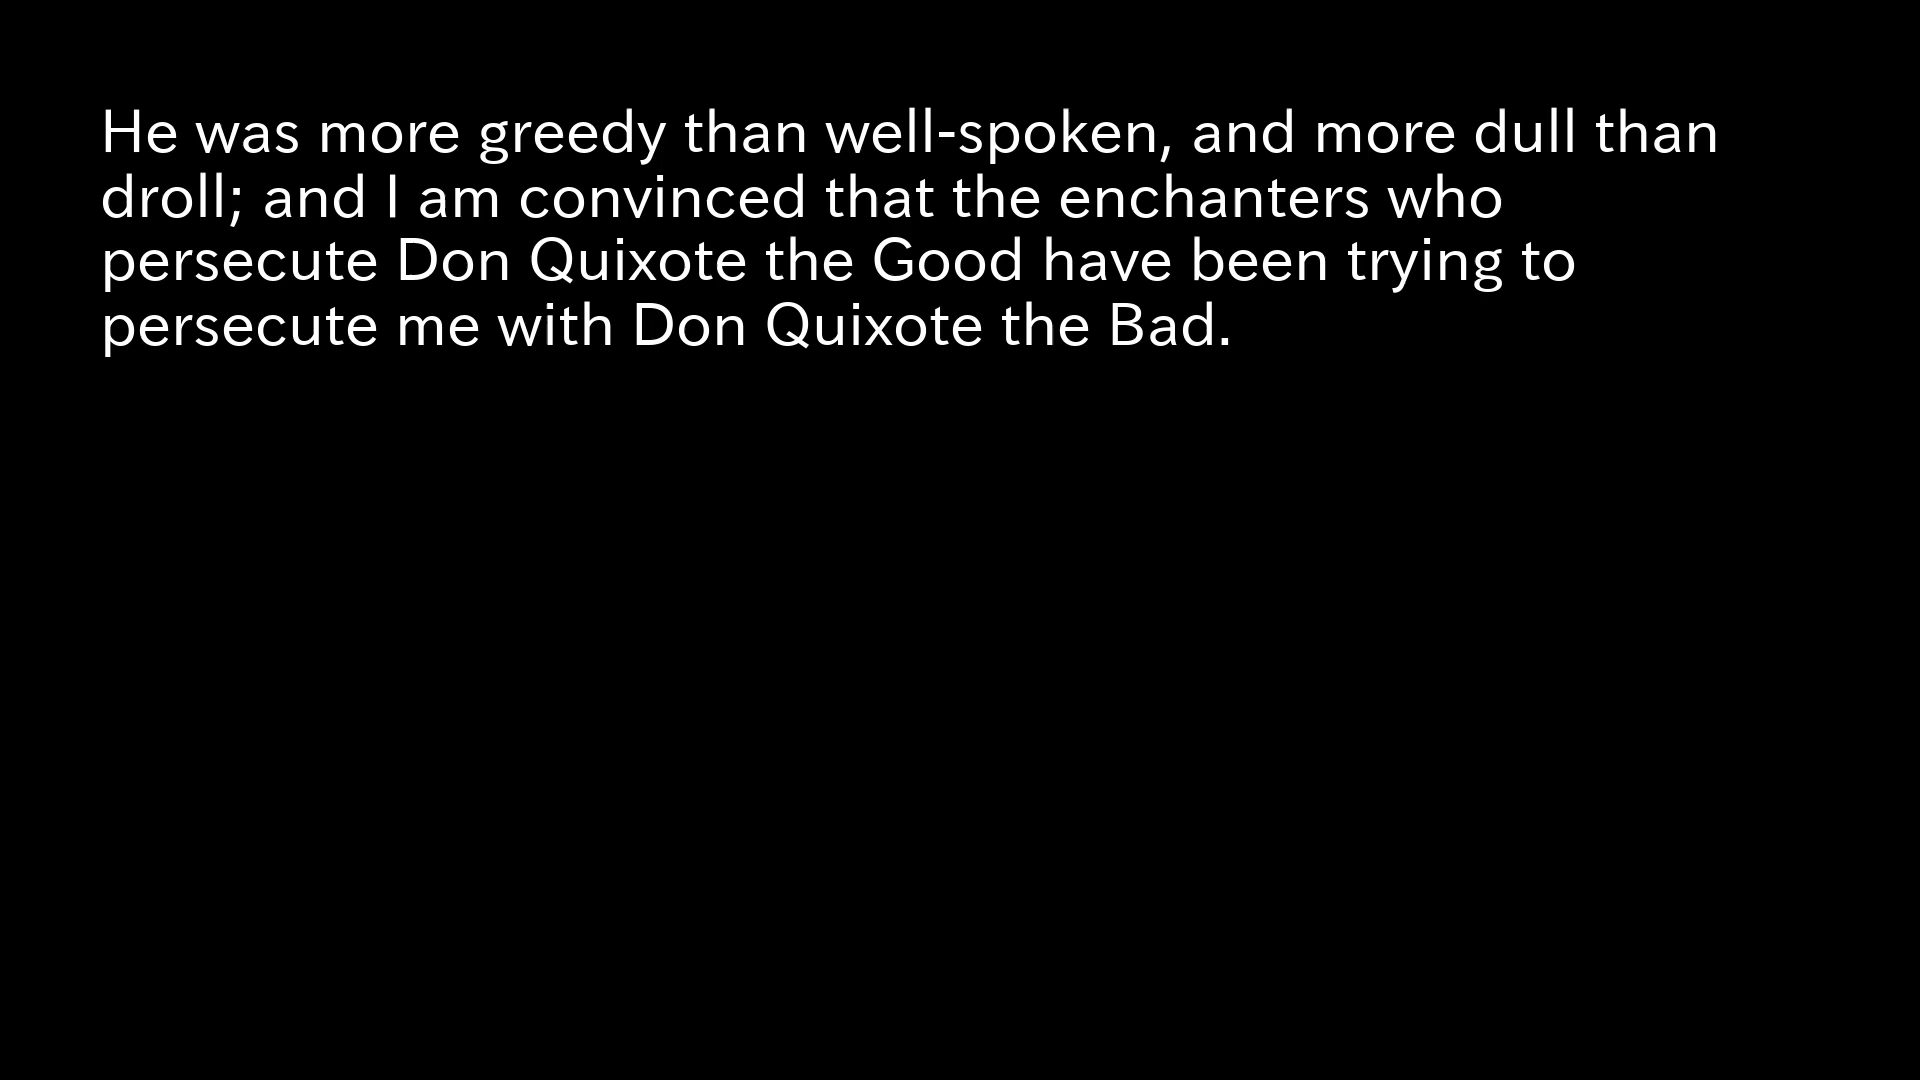 He was more greedy than well-spoken, and more dull than
droll; and I am convinced that the enchanters who
persecute Don Quixote the Good have been trying to
persecute me with Don Quixote the Bad.